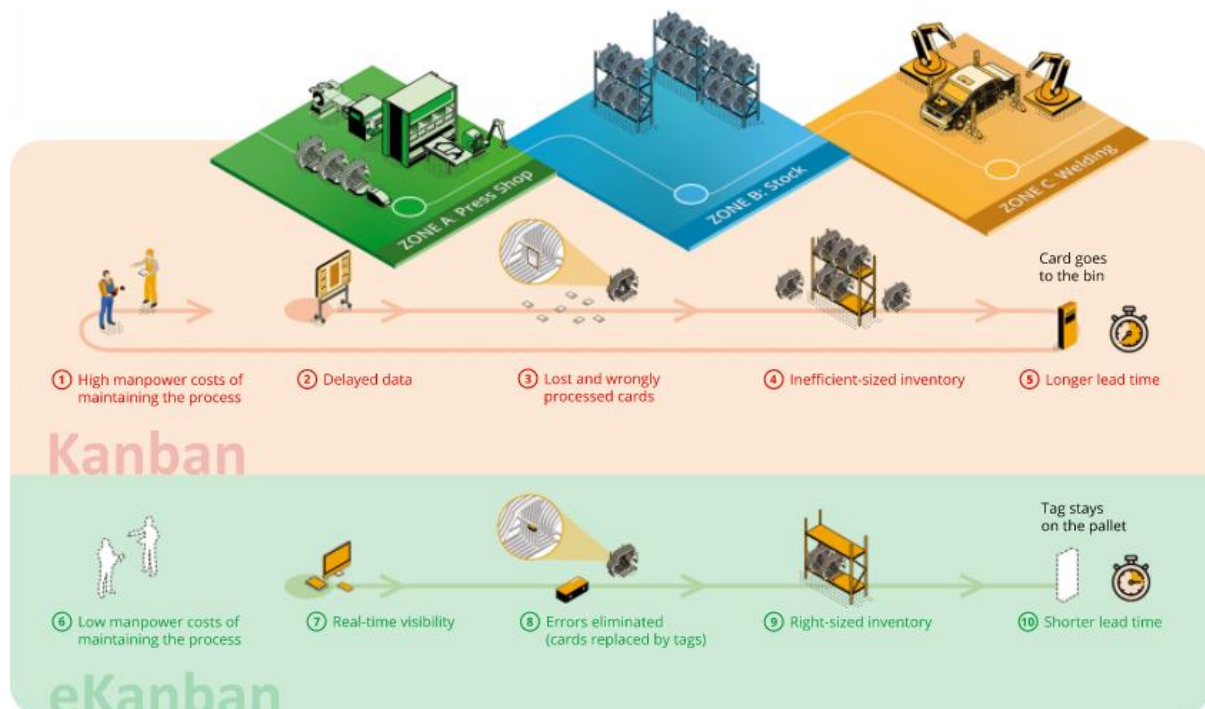 ZONE A: Press Shop
ZONE B: Stock
ZONE C: Welding
Card goes
to the bin
1 High manpower costs of
maintaining the process
2 Delayed data
3 Lost and wrongly
processed cards
4 Inefficient-sized inventory
5 Longer lead time
Kanban
Tag stays
on the pallet
6 Low manpower costs of
maintaining the process
7 Real-time visibility
8 Errors eliminated
(cards replaced by tags)
9 Right-sized inventory
10 Shorter lead time
eKanban